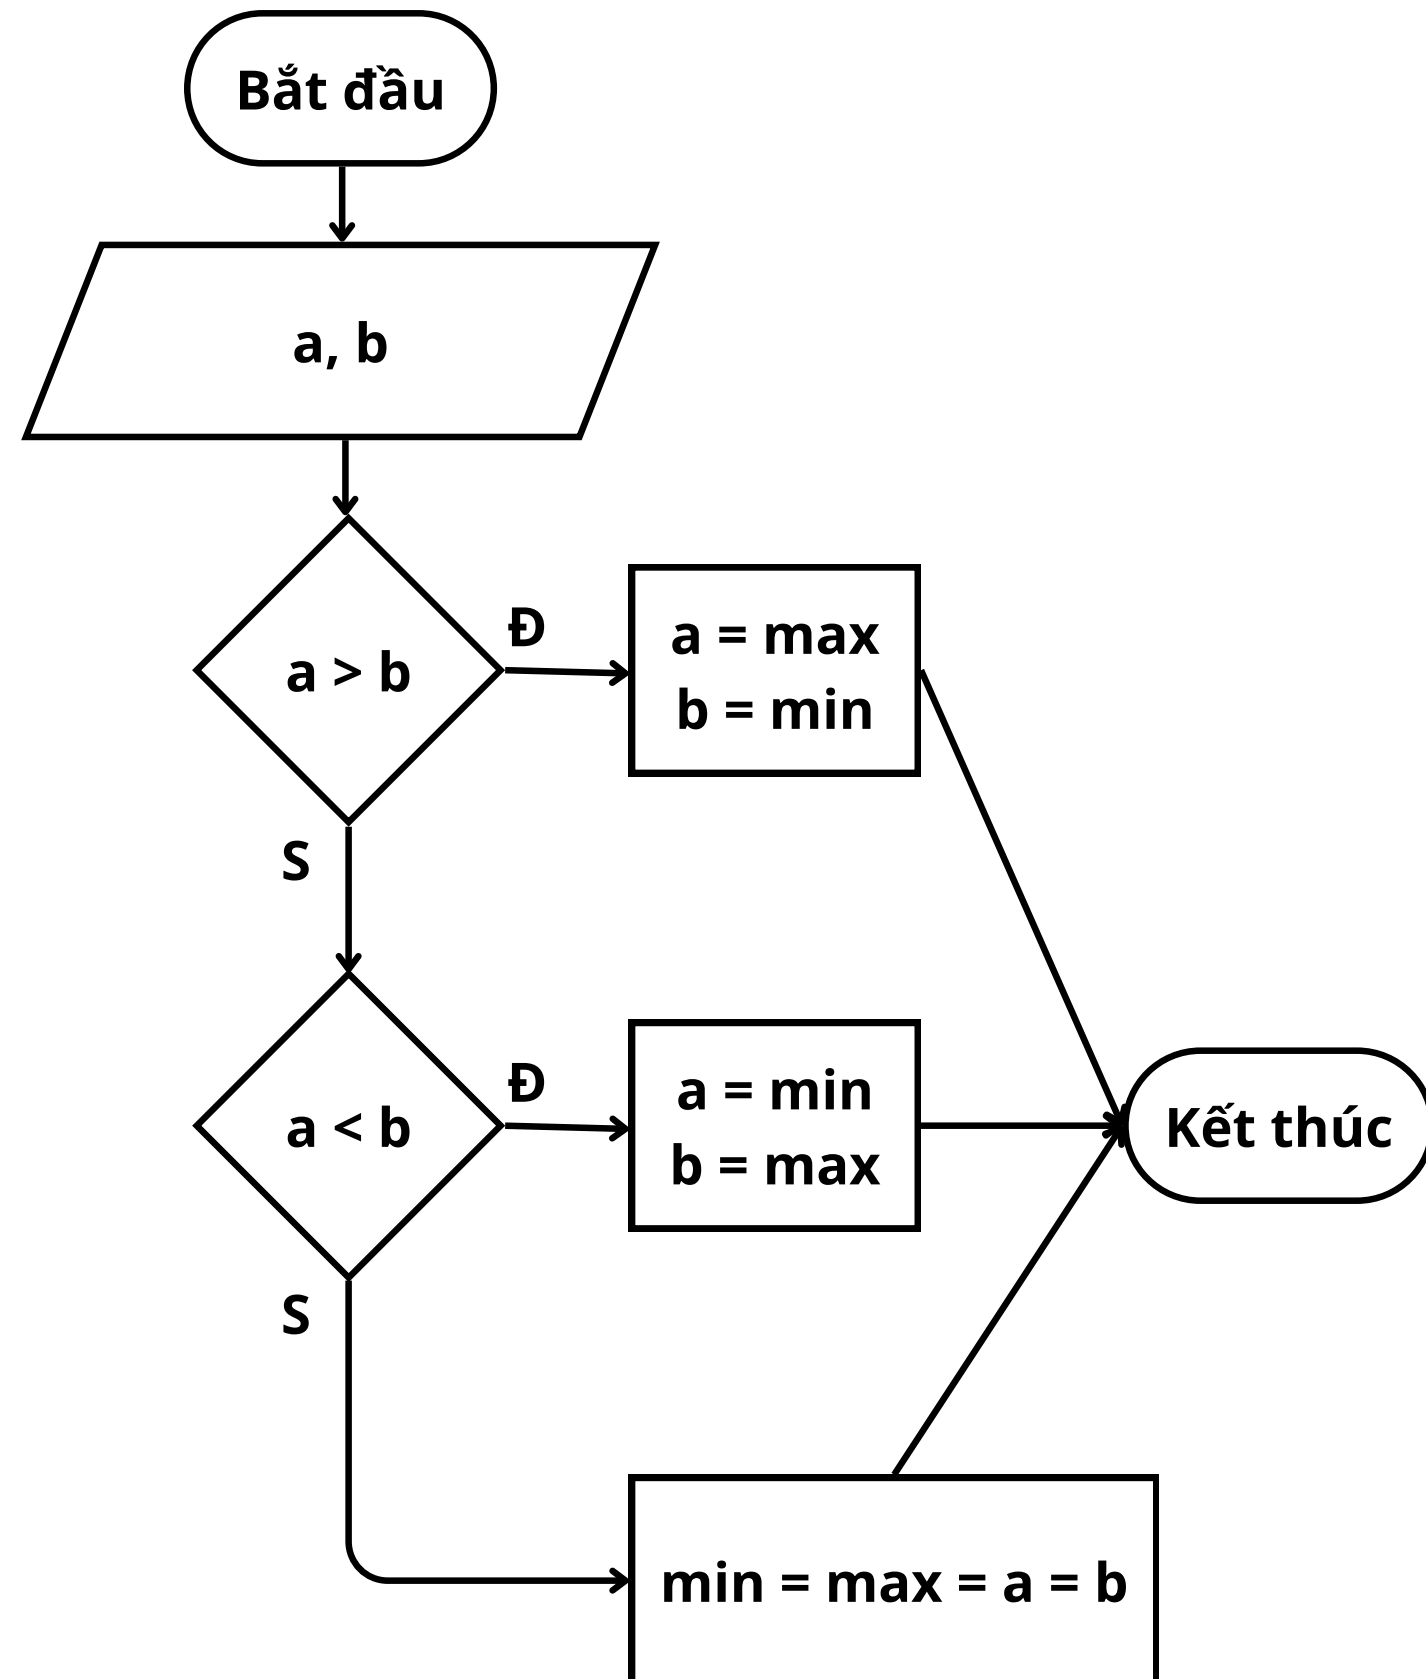 Bắt đầu
a, b
a > b
Đ
a = max
b = min
S
a < b
Đ
a = min
b = max
Kết thúc
S
min = max = a = b